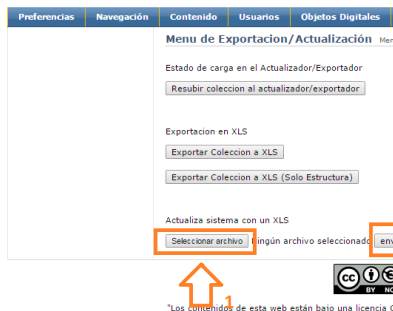 Preferencias Navegación Contenido Usuarios Objetos Digitales
Menu de Exportacion/Actualización
Estado de carga en el Actualizador/Exportador
Resubir coleccion al actualizador/exportador
Exportacion en XLS
Exportar Coleccion a XLS
Exportar Coleccion a XLS (Solo Estructura)
Actualiza sistema con un XLS
Seleccionar archivo Ningún archivo seleccionado
BY
1
"Los contenidos de esta web están bajo una licencia